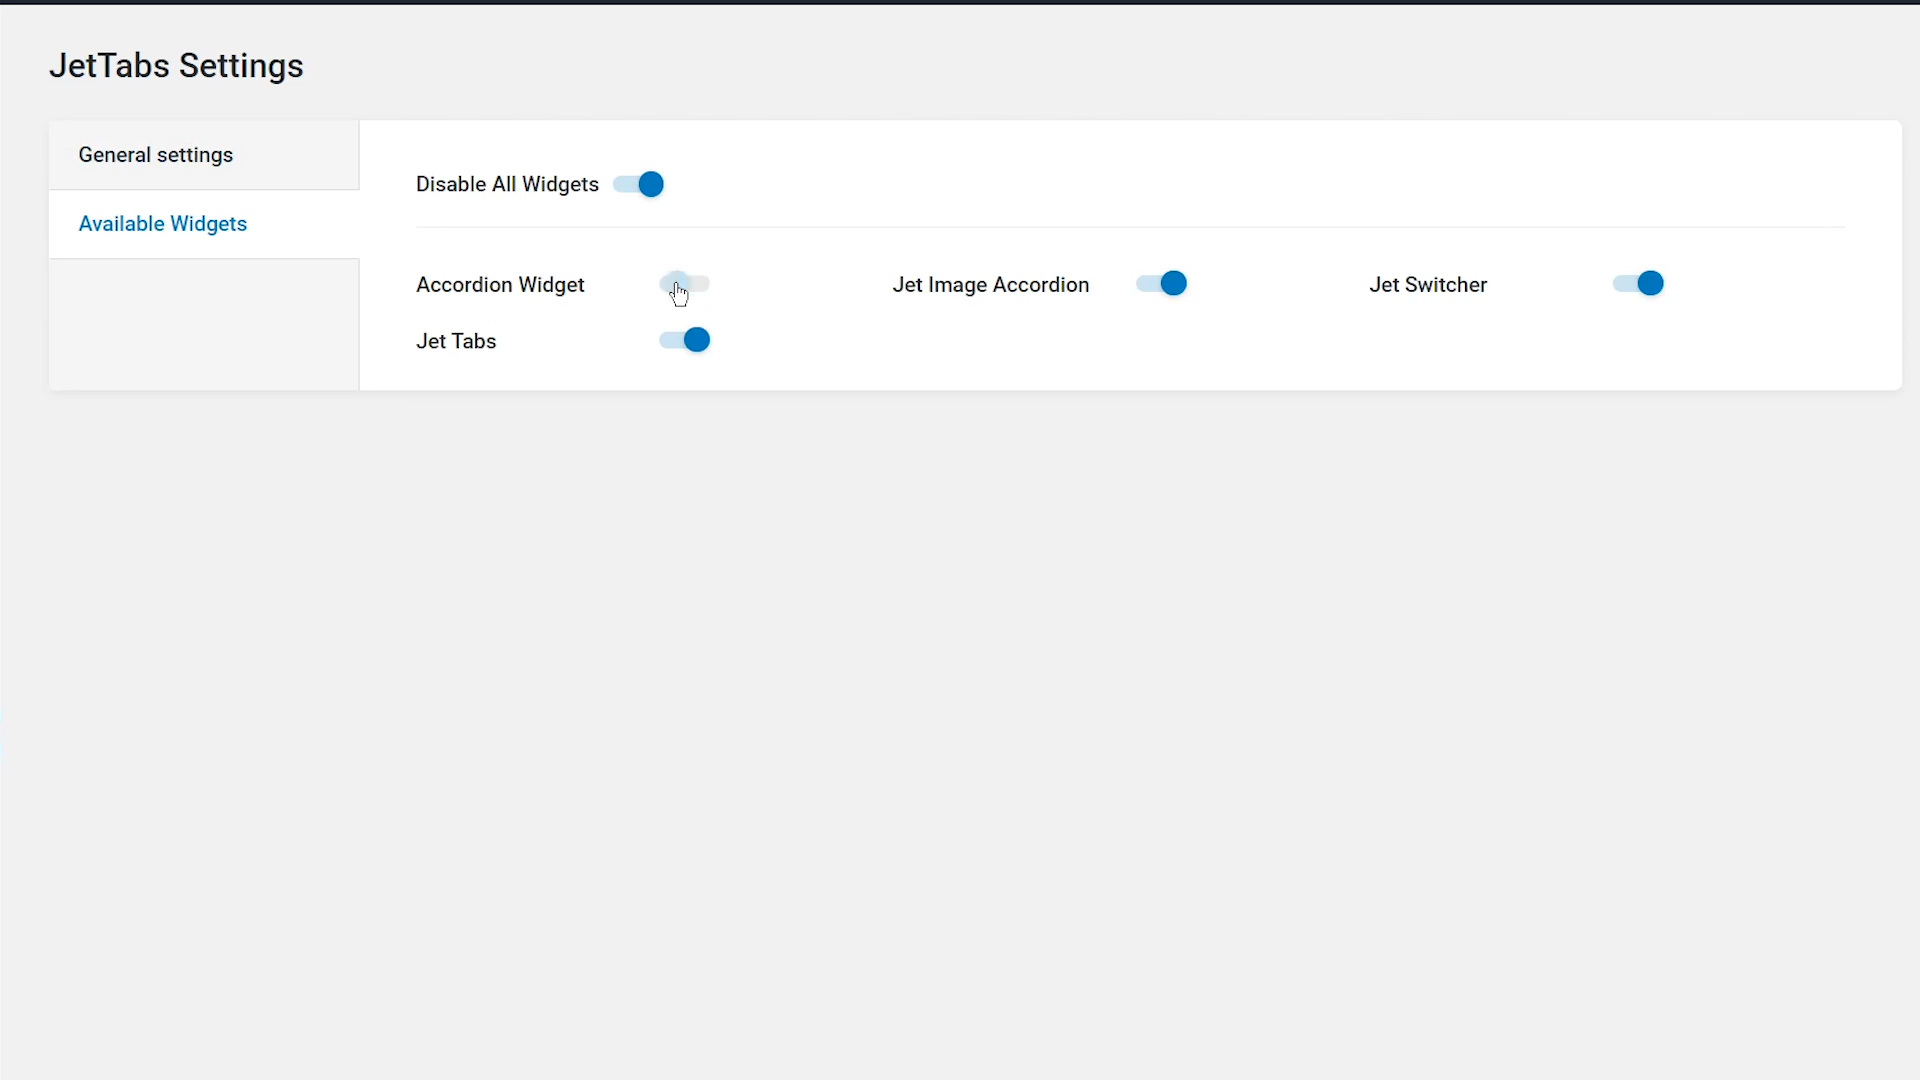 JetTabs Settings
General settings
Available Widgets
Disable All Widgets
Accordion Widget
Jet Image Accordion
Jet Switcher
Jet Tabs